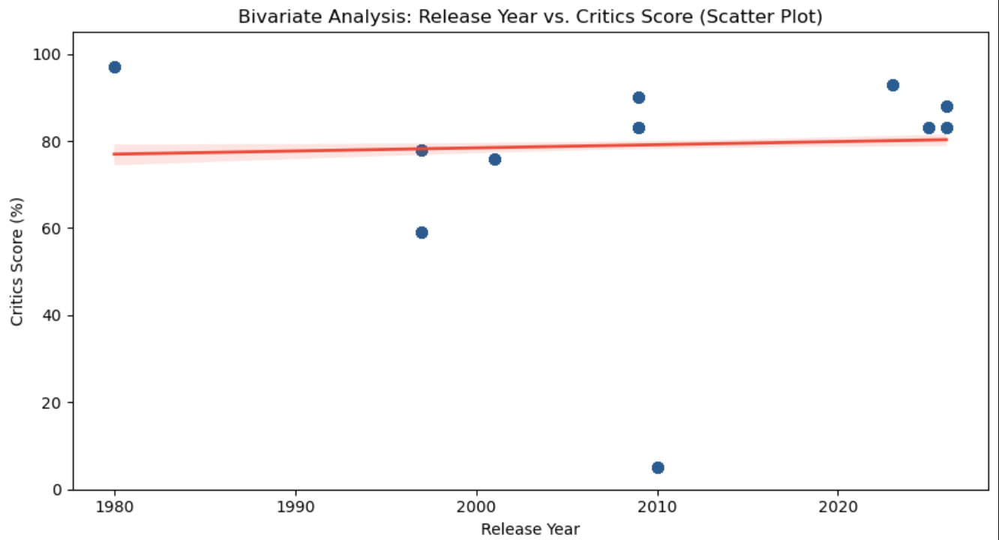 Bivariate Analysis: Release Year vs. Critics Score (Scatter Plot)
100
80
60
40
20
0
Critics Score (%)
1980 1990 2000 2010 2020
Release Year